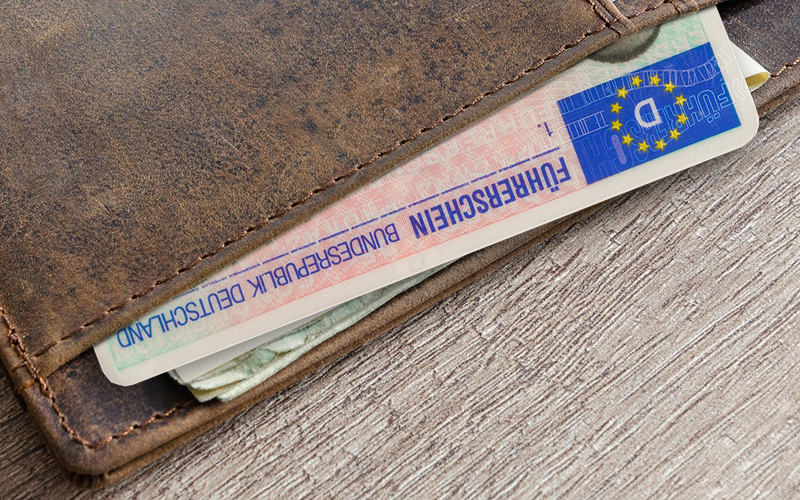 D
FÜHRERSCHEIN BUNDESREPUBLIK DEUTSCHLAND
1.